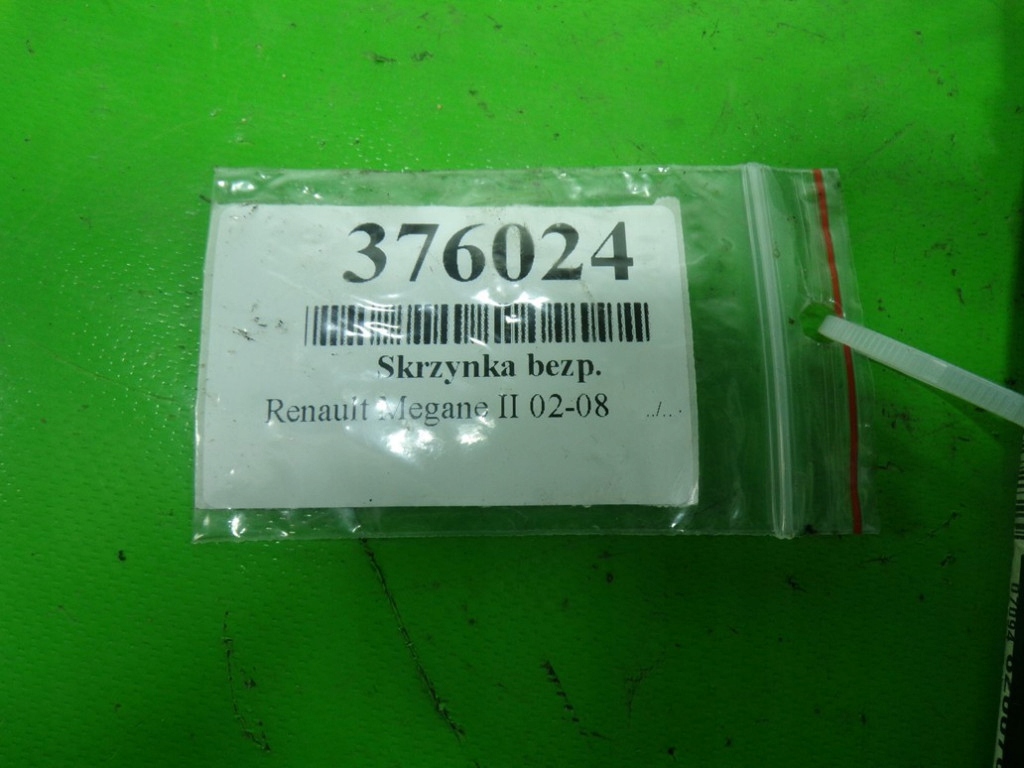 376024
Skrzynka bezp.
Renault Megane II 02-08 ../...